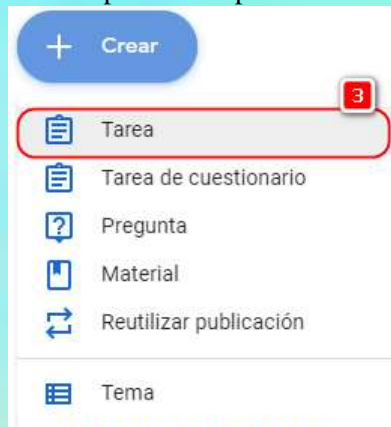 + Crear
3
Tarea
Tarea de cuestionario
Pregunta
Material
Reutilizar publicación
Tema